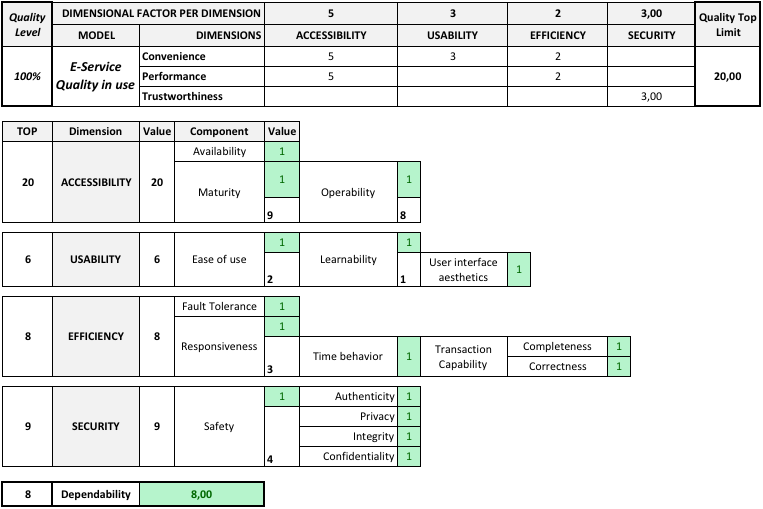 Quality Level DIMENSIONAL FACTOR PER DIMENSION 5 3 2 3,00 Quality Top Limit
MODEL DIMENSIONS ACCESSIBILITY USABILITY EFFICIENCY SECURITY
100% E-Service Quality in use Convenience 5 3 2 20,00
Performance 5 2
Trustworthiness 3,00
TOP Dimension Value Component Value
20 ACCESSIBILITY 20 Availability 1
Maturity 1 Operability 1
9 8
6 USABILITY 6 Ease of use 1 Learnability 1
2 1 User interface aesthetics 1
8 EFFICIENCY 8 Fault Tolerance 1
Responsiveness 1
3 Time behavior 1 Transaction Capability Completeness 1
Correctness 1
9 SECURITY 9 Safety 1 Authenticity 1
Privacy 1
Integrity 1
4 Confidentiality 1
8 Dependability 8,00